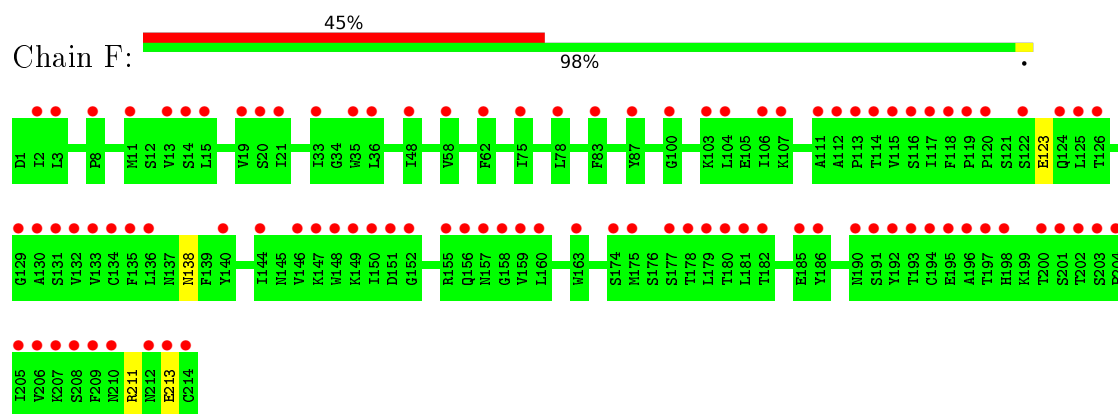 45%
Chain F:
98%
D1 I2 I3 P8 M11 S12 V13 S14 L15 V19 S20 I21 I33 G34 W35 Q36 I48 V58 F62 I75 L78 F83 Y87 G100 K103 L104 E105 I106 K107 A111 A112 P113 T114 V115 S116 I117 F118 P119 P120 S121 S122 E123 Q124 L125 T126
G129 A130 S131 V132 V133 C134 F135 L136 N137 N138 F139 Y140 I144 N145 V146 K147 W148 K149 I150 D151 G152 R155 Q156 N157 G158 V159 L160 W163 S174 M175 S176 S177 T178 L179 T180 L181 T182 E185 Y186 N190 S191 Y192 T193 C194 E195 A196 T197 H198 K199 T200 S201 T202 S203 P204
I205 V206 K207 S208 F209 N210 R211 N212 E213 C214